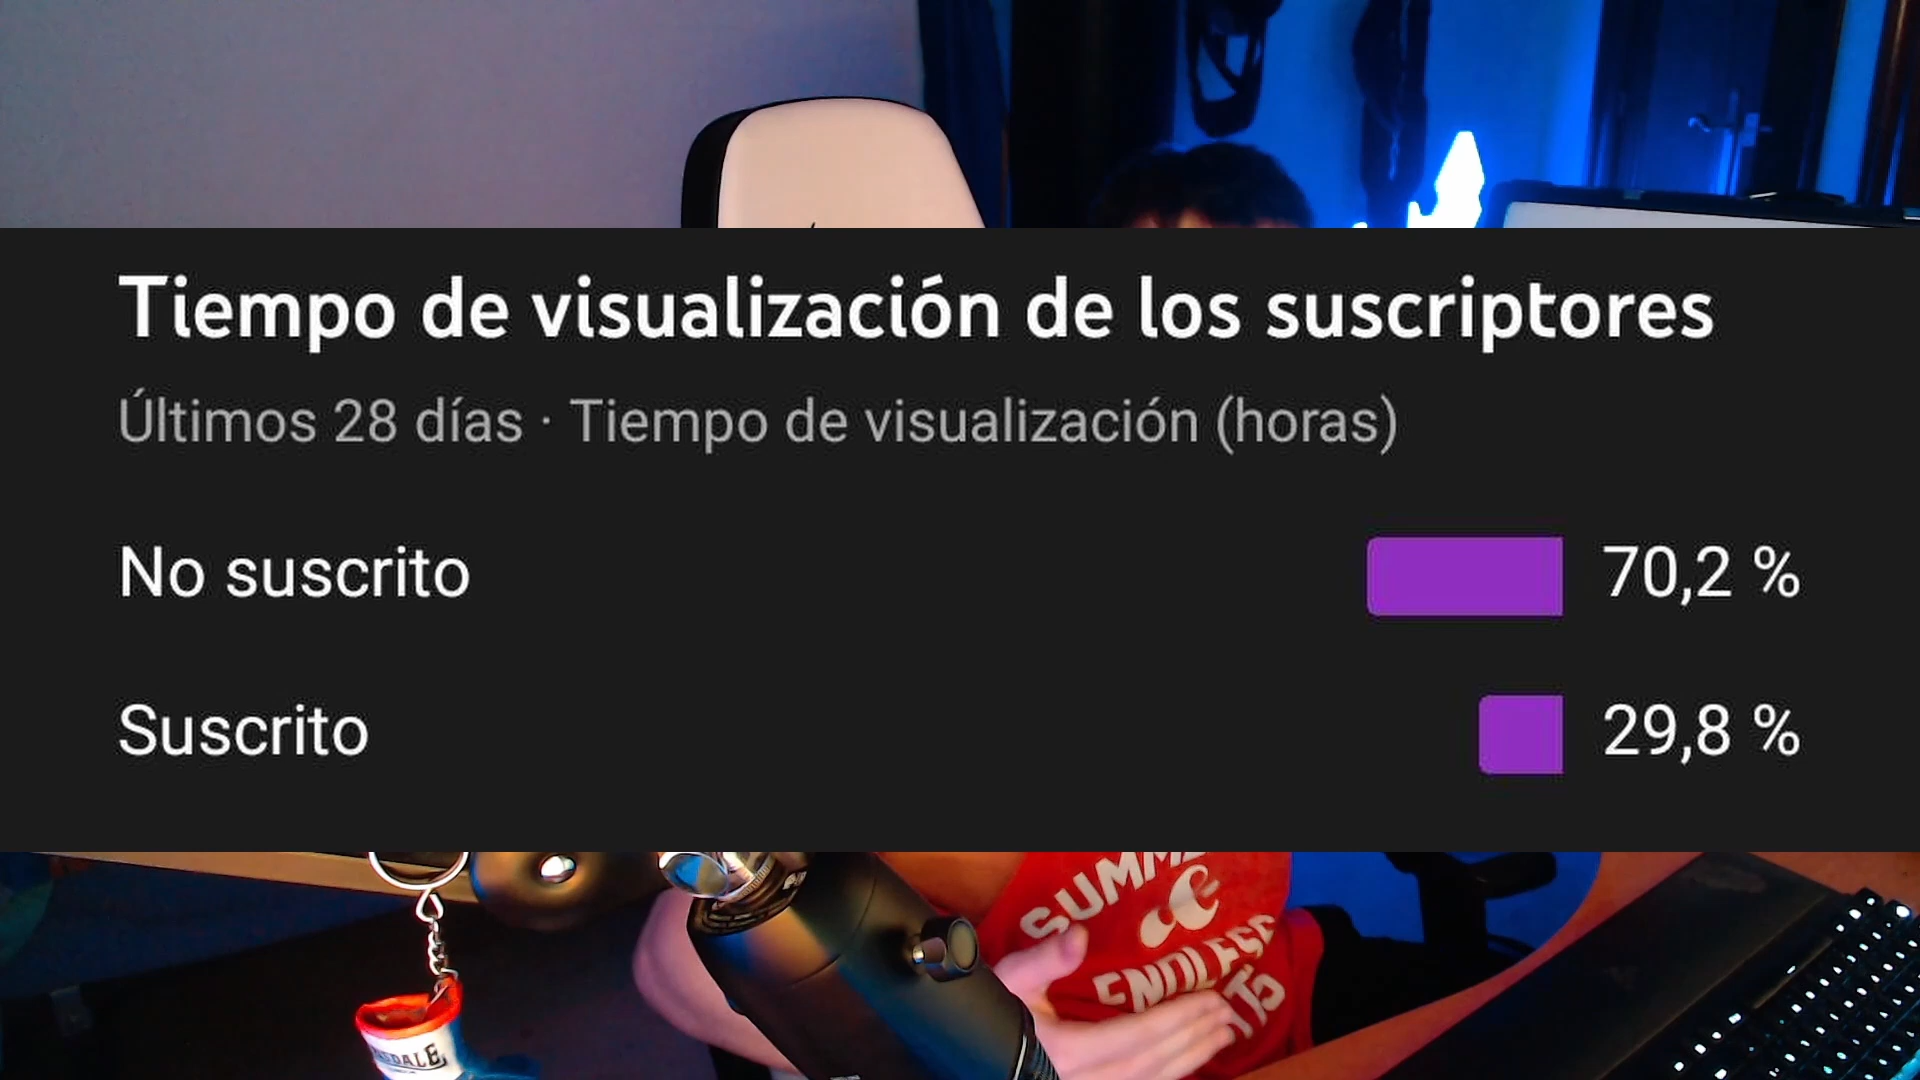 Tiempo de visualización de los suscriptores
Últimos 28 días · Tiempo de visualización (horas)
No suscrito
70,2 %
Suscrito
29,8 %
ENDLESS